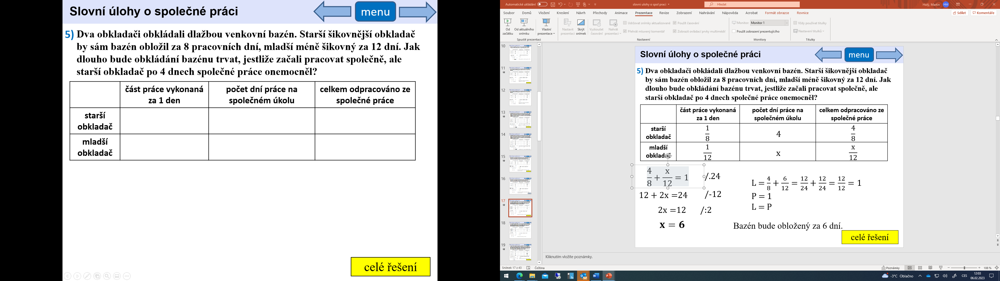 Slovní úlohy o společné práci
menu
5) Dva obkladači obkládali dlažbou venkovní bazén. Starší šikovnější obkladač
by sám bazén obložil za 8 pracovních dní, mladší méně šikovný za 12 dní. Jak
dlouho bude obkládání bazénu trvat, jestliže začali pracovat společně, ale
starší obkladač po 4 dnech společné práce onemocněl?
část práce vykonaná za 1 den
počet dní práce na společném úkolu
celkem odpracováno ze společné práce
starší obkladač
mladší obkladač
celé řešení
Automatické ukládání
slovni ulohy o spol praci
Hledat
Holý, Martin HM
Soubor Domů Vložení Kreslení Návrh Přechody Animace Prezentace Revize Zobrazení Nahrávání Nápověda Acrobat Formát obrazce Rovnice Sdílet Komentáře
Od začátku
Od aktuálního snímku
Vlastní prezentace
Nastavit prezentaci
Skrýt snímek
Vyzkoušet časování
Nahrát prezentaci
Udržovat snímky aktualizované
Přehrát mluvený komentář
Použít časování
Zobrazit ovládací prvky multimédií
Monitor: Monitor 1
Použít zobrazení prezentujícího
Vždy používat titulky
Nastavení titulků
Spustit prezentaci Nastavení Monitory Titulky
10
11
12
13
14
15
16
17
18
19
Slovní úlohy o společné práci
menu
5) Dva obkladači obkládali dlažbou venkovní bazén. Starší šikovnější obkladač
by sám bazén obložil za 8 pracovních dní, mladší méně šikovný za 12 dní. Jak
dlouho bude obkládání bazénu trvat, jestliže začali pracovat společně, ale
starší obkladač po 4 dnech společné práce onemocněl?
část práce vykonaná za 1 den
počet dní práce na společném úkolu
celkem odpracováno ze společné práce
starší obkladač 1/8 4 4/8
mladší obkladač 1/12 x x/12
4/8 + x/12 = 1 /.24
12 + 2x =24 /-12
2x =12 /:2
x = 6
L = 4/8 + 6/12 = 12/24 + 12/24 = 12/12 = 1
P = 1
L = P
Bazén bude obložený za 6 dní.
celé řešení
Kliknutím vložíte poznámky.
Snímek 17 z 43 Čeština Poznámky 108 %
-3°C Oblačno CES 12:03
06.02.2023